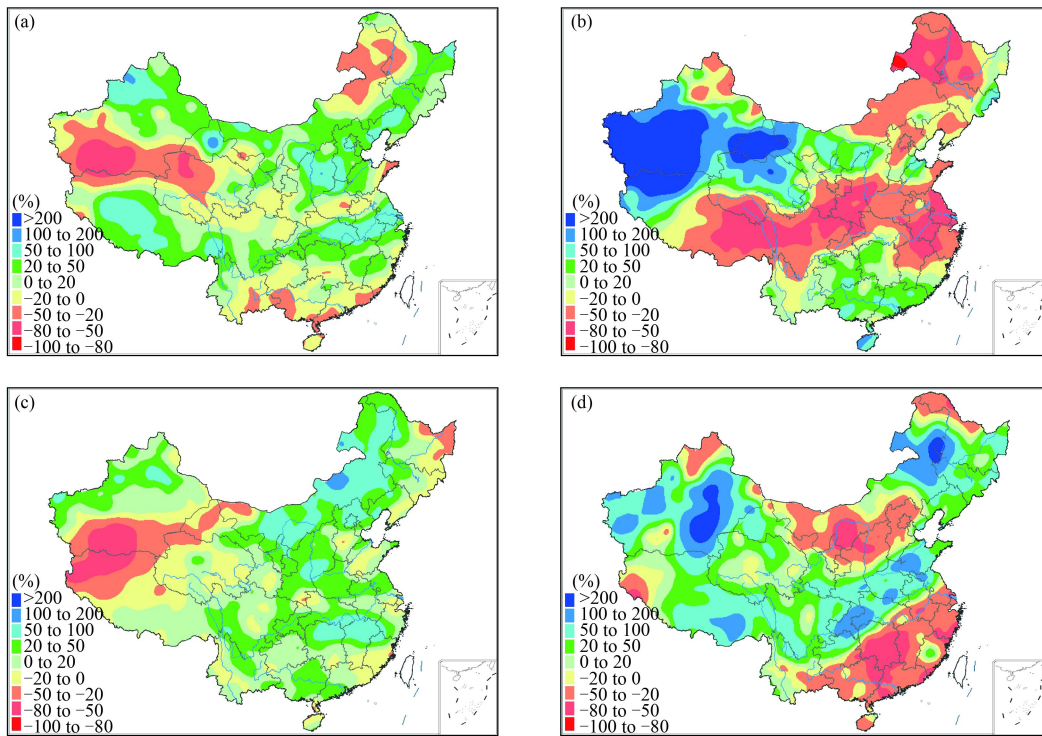 (a)
(%)
>200
100 to 200
50 to 100
20 to 50
0 to 20
−20 to 0
−50 to −20
−80 to −50
−100 to −80
(b)
(%)
>200
100 to 200
50 to 100
20 to 50
0 to 20
−20 to 0
−50 to −20
−80 to −50
−100 to −80
(c)
(%)
>200
100 to 200
50 to 100
20 to 50
0 to 20
−20 to 0
−50 to −20
−80 to −50
−100 to −80
(d)
(%)
>200
100 to 200
50 to 100
20 to 50
0 to 20
−20 to 0
−50 to −20
−80 to −50
−100 to −80